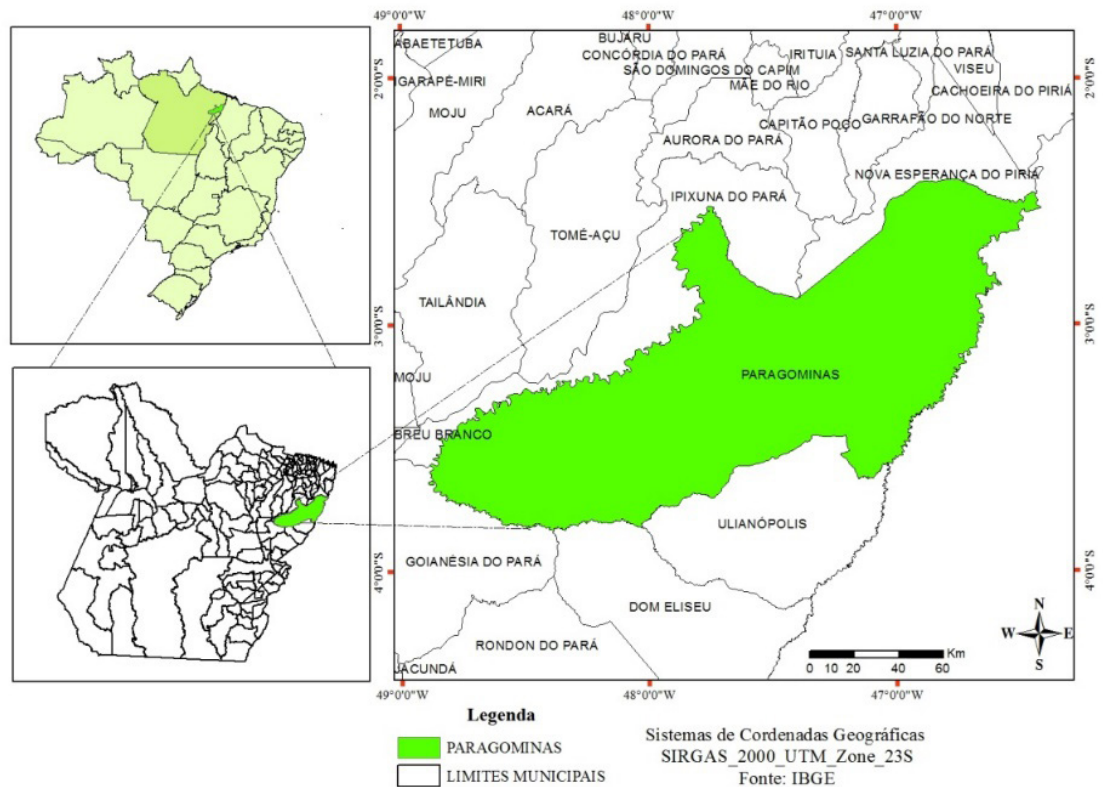 49°0'0"W 48°0'0"W 47°0'0"W
2°0'0"S
3°0'0"S
4°0'0"S
ABAETETUBA
BUJARU
CONCÓRDIA DO PARÁ
IRITUIA
SANTA LUZIA DO PARÁ
SÃO DOMINGOS DO CAPIM
VISEU
IGARAPÉ-MIRI
MÃE DO RIO
CACHOEIRA DO PIRIÁ
MOJU
ACARÁ
CAPITÃO POÇO
GARRAFÃO DO NORTE
AURORA DO PARÁ
NOVA ESPERANÇA DO PIRIÁ
IPIXUNA DO PARÁ
TOMÉ-AÇU
TAILÂNDIA
MOJU
PARAGOMINAS
BREU BRANCO
ULIANÓPOLIS
GOIANÉSIA DO PARÁ
DOM ELISEU
RONDON DO PARÁ
JACUNDÁ
2°0'0"S
3°0'0"S
4°0'0"S
N
W E
S
Km
0 10 20 40 60
49°0'0"W 48°0'0"W 47°0'0"W
Legenda
PARAGOMINAS
LIMITES MUNICIPAIS
Sistemas de Cordenadas Geográficas
SIRGAS_2000_UTM_Zone_23S
Fonte: IBGE